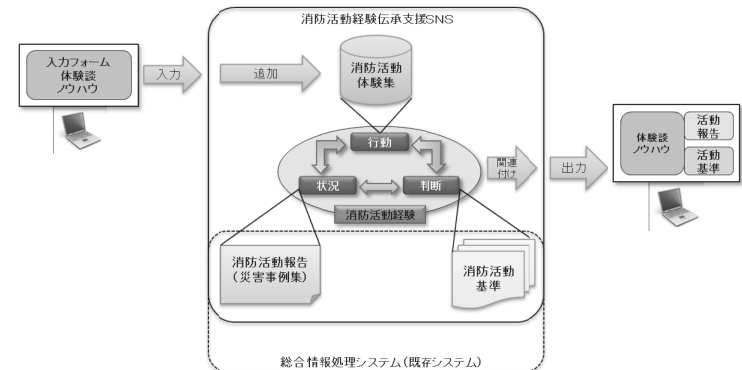 消防活動経験伝承支援SNS
入力フォーム
体験談
ノウハウ
入力
追加
消防活動
体験集
行動
状況
判断
消防活動経験
関連
付け
出力
体験談
ノウハウ
活動
報告
活動
基準
消防活動報告
(災害事例集)
消防活動
基準
総合情報処理システム(既存システム)